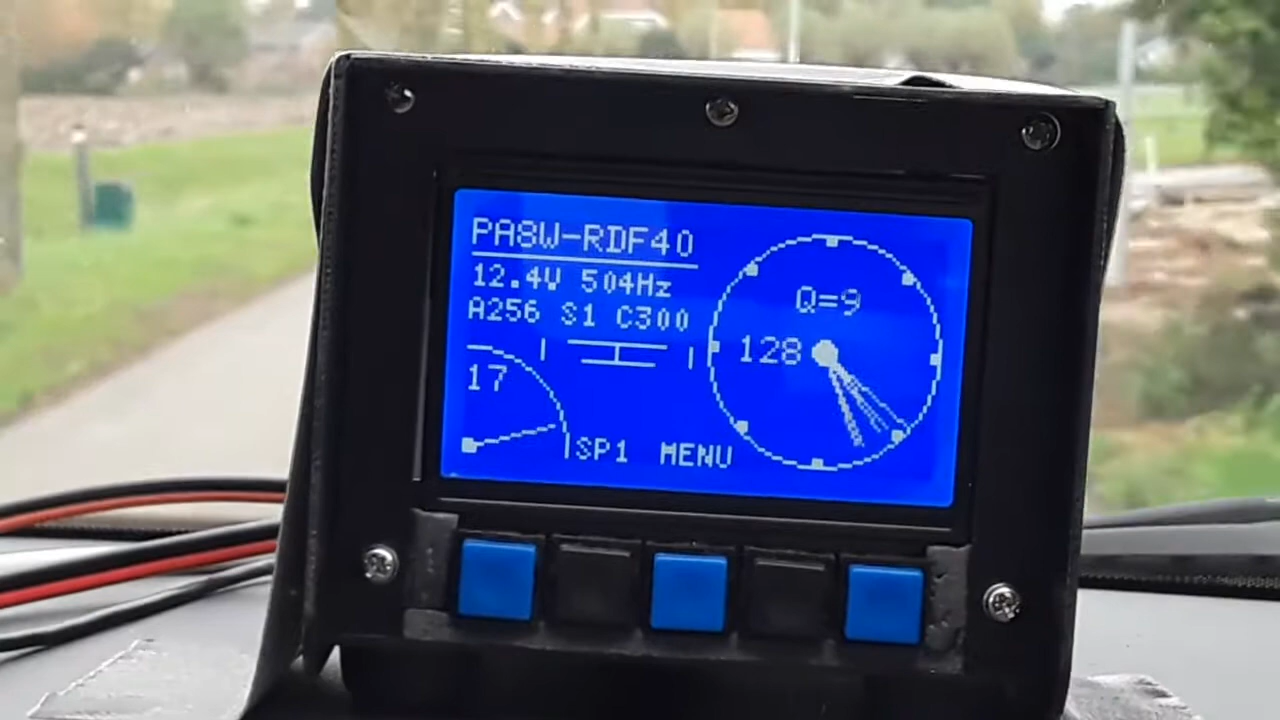 PA8W-RDF40
12.4V 504Hz
A256 S1 C300
Q=9
128
17
SP1 MENU